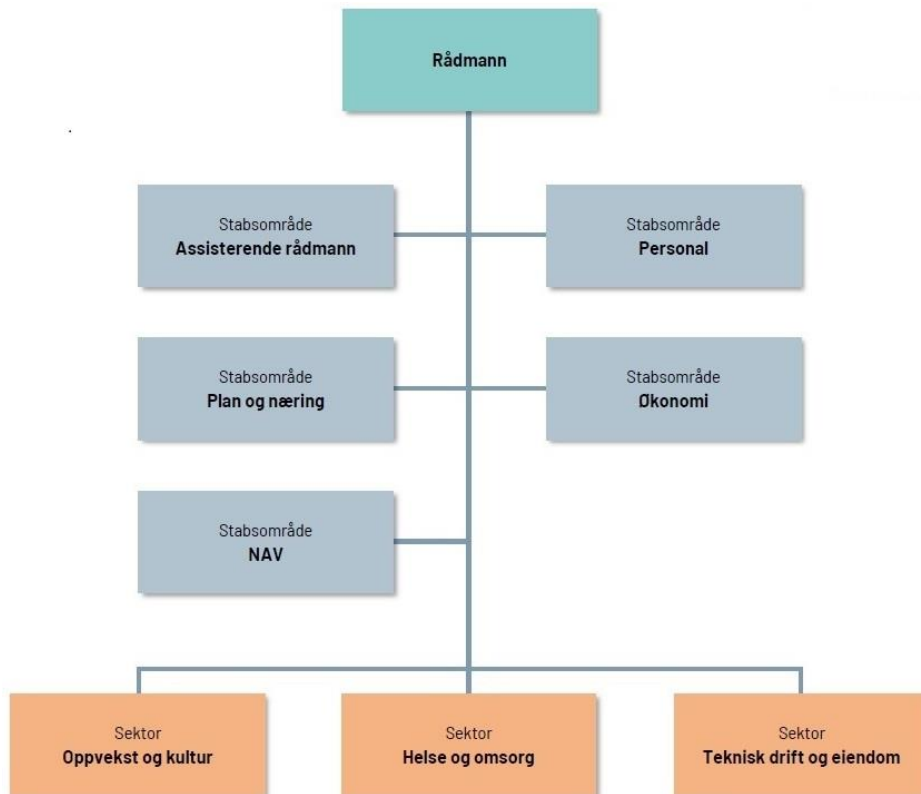 Rådmann
Stabsområde
Assisterende rådmann
Stabsområde
Personal
Stabsområde
Plan og næring
Stabsområde
Økonomi
Stabsområde
NAV
Sektor
Oppvekst og kultur
Sektor
Helse og omsorg
Sektor
Teknisk drift og eiendom